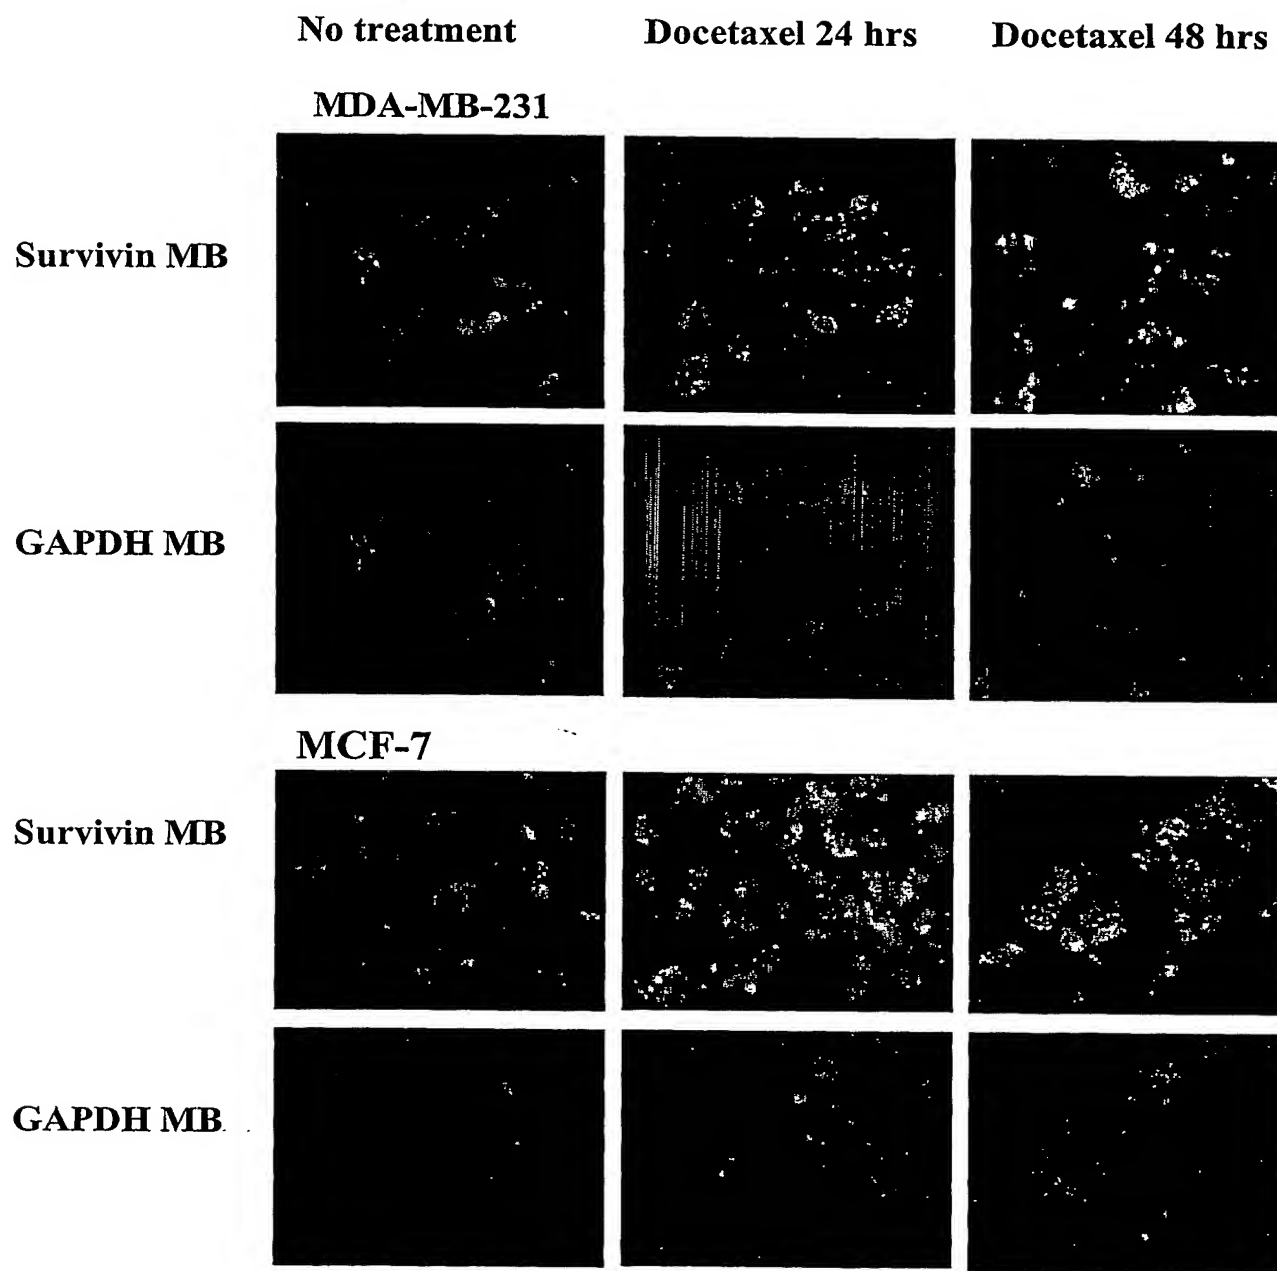 No treatment Docetaxel 24 hrs Docetaxel 48 hrs
MDA-MB-231
Survivin MB
GAPDH MB
MCF-7
Survivin MB
GAPDH MB